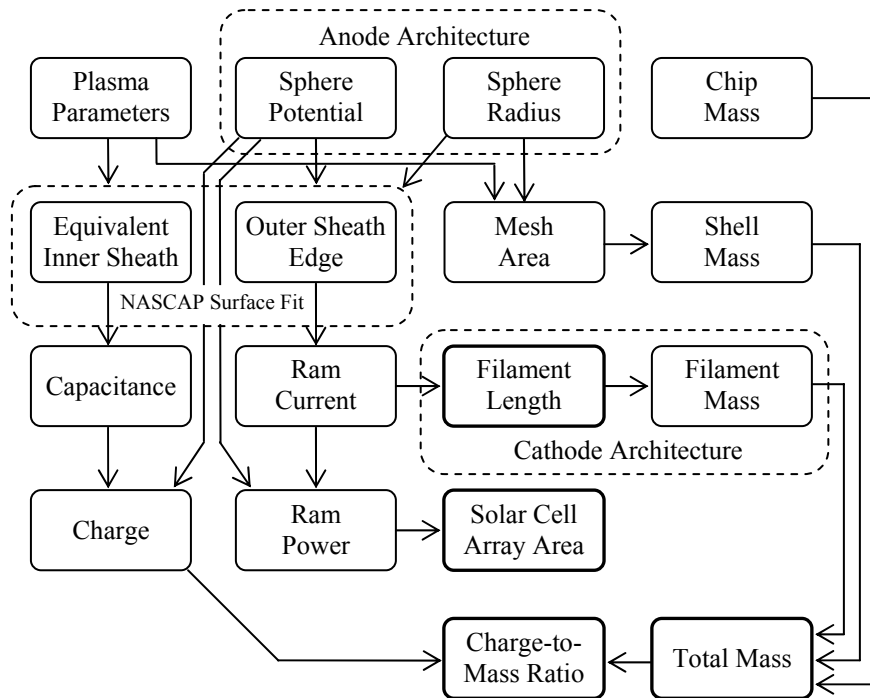 Anode Architecture
Plasma
Parameters
Sphere
Potential
Sphere
Radius
Chip
Mass
Equivalent
Inner Sheath
Outer Sheath
Edge
Mesh
Area
Shell
Mass
NASCAP Surface Fit
Capacitance
Ram
Current
Filament
Length
Filament
Mass
Cathode Architecture
Charge
Ram
Power
Solar Cell
Array Area
Charge-to-
Mass Ratio
Total Mass